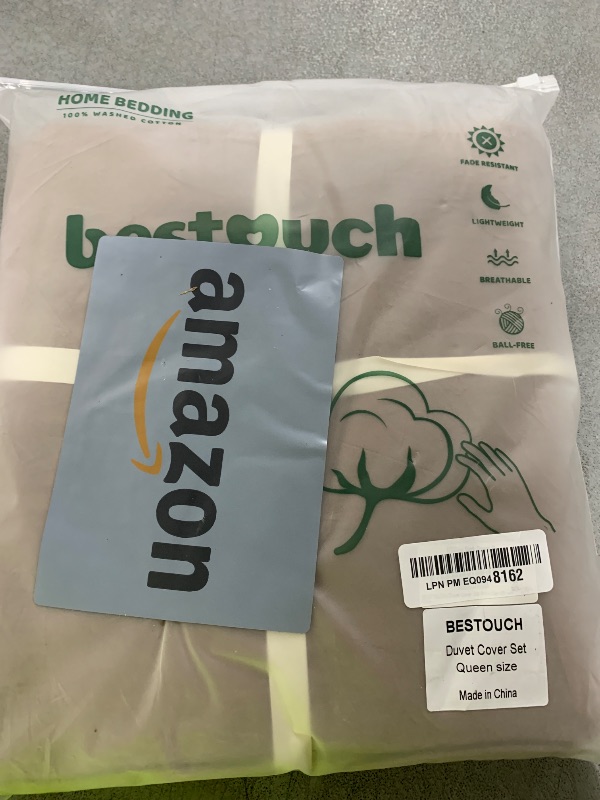 HOME BEDDING
100% WASHED COTTON
FADE RESISTANT
LIGHTWEIGHT
BREATHABLE
BALL-FREE
bestouch
amazon
LPN PM EQ0948162
BESTOUCH
Duvet Cover Set
Queen size
Made in China